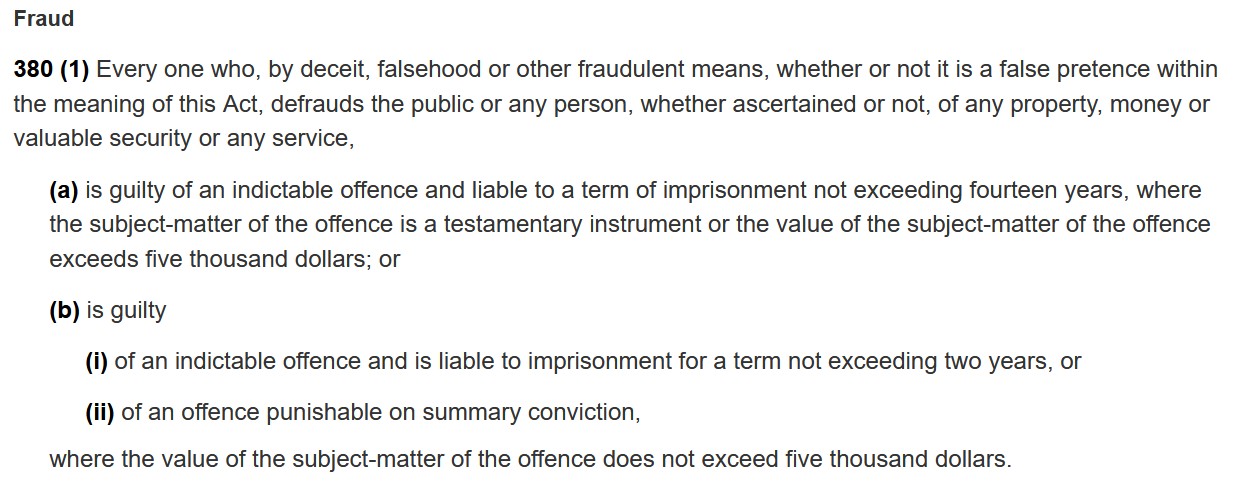 Fraud
380 (1) Every one who, by deceit, falsehood or other fraudulent means, whether or not it is a false pretence within
the meaning of this Act, defrauds the public or any person, whether ascertained or not, of any property, money or
valuable security or any service,
(a) is guilty of an indictable offence and liable to a term of imprisonment not exceeding fourteen years, where
the subject-matter of the offence is a testamentary instrument or the value of the subject-matter of the offence
exceeds five thousand dollars; or
(b) is guilty
(i) of an indictable offence and is liable to imprisonment for a term not exceeding two years, or
(ii) of an offence punishable on summary conviction,
where the value of the subject-matter of the offence does not exceed five thousand dollars.